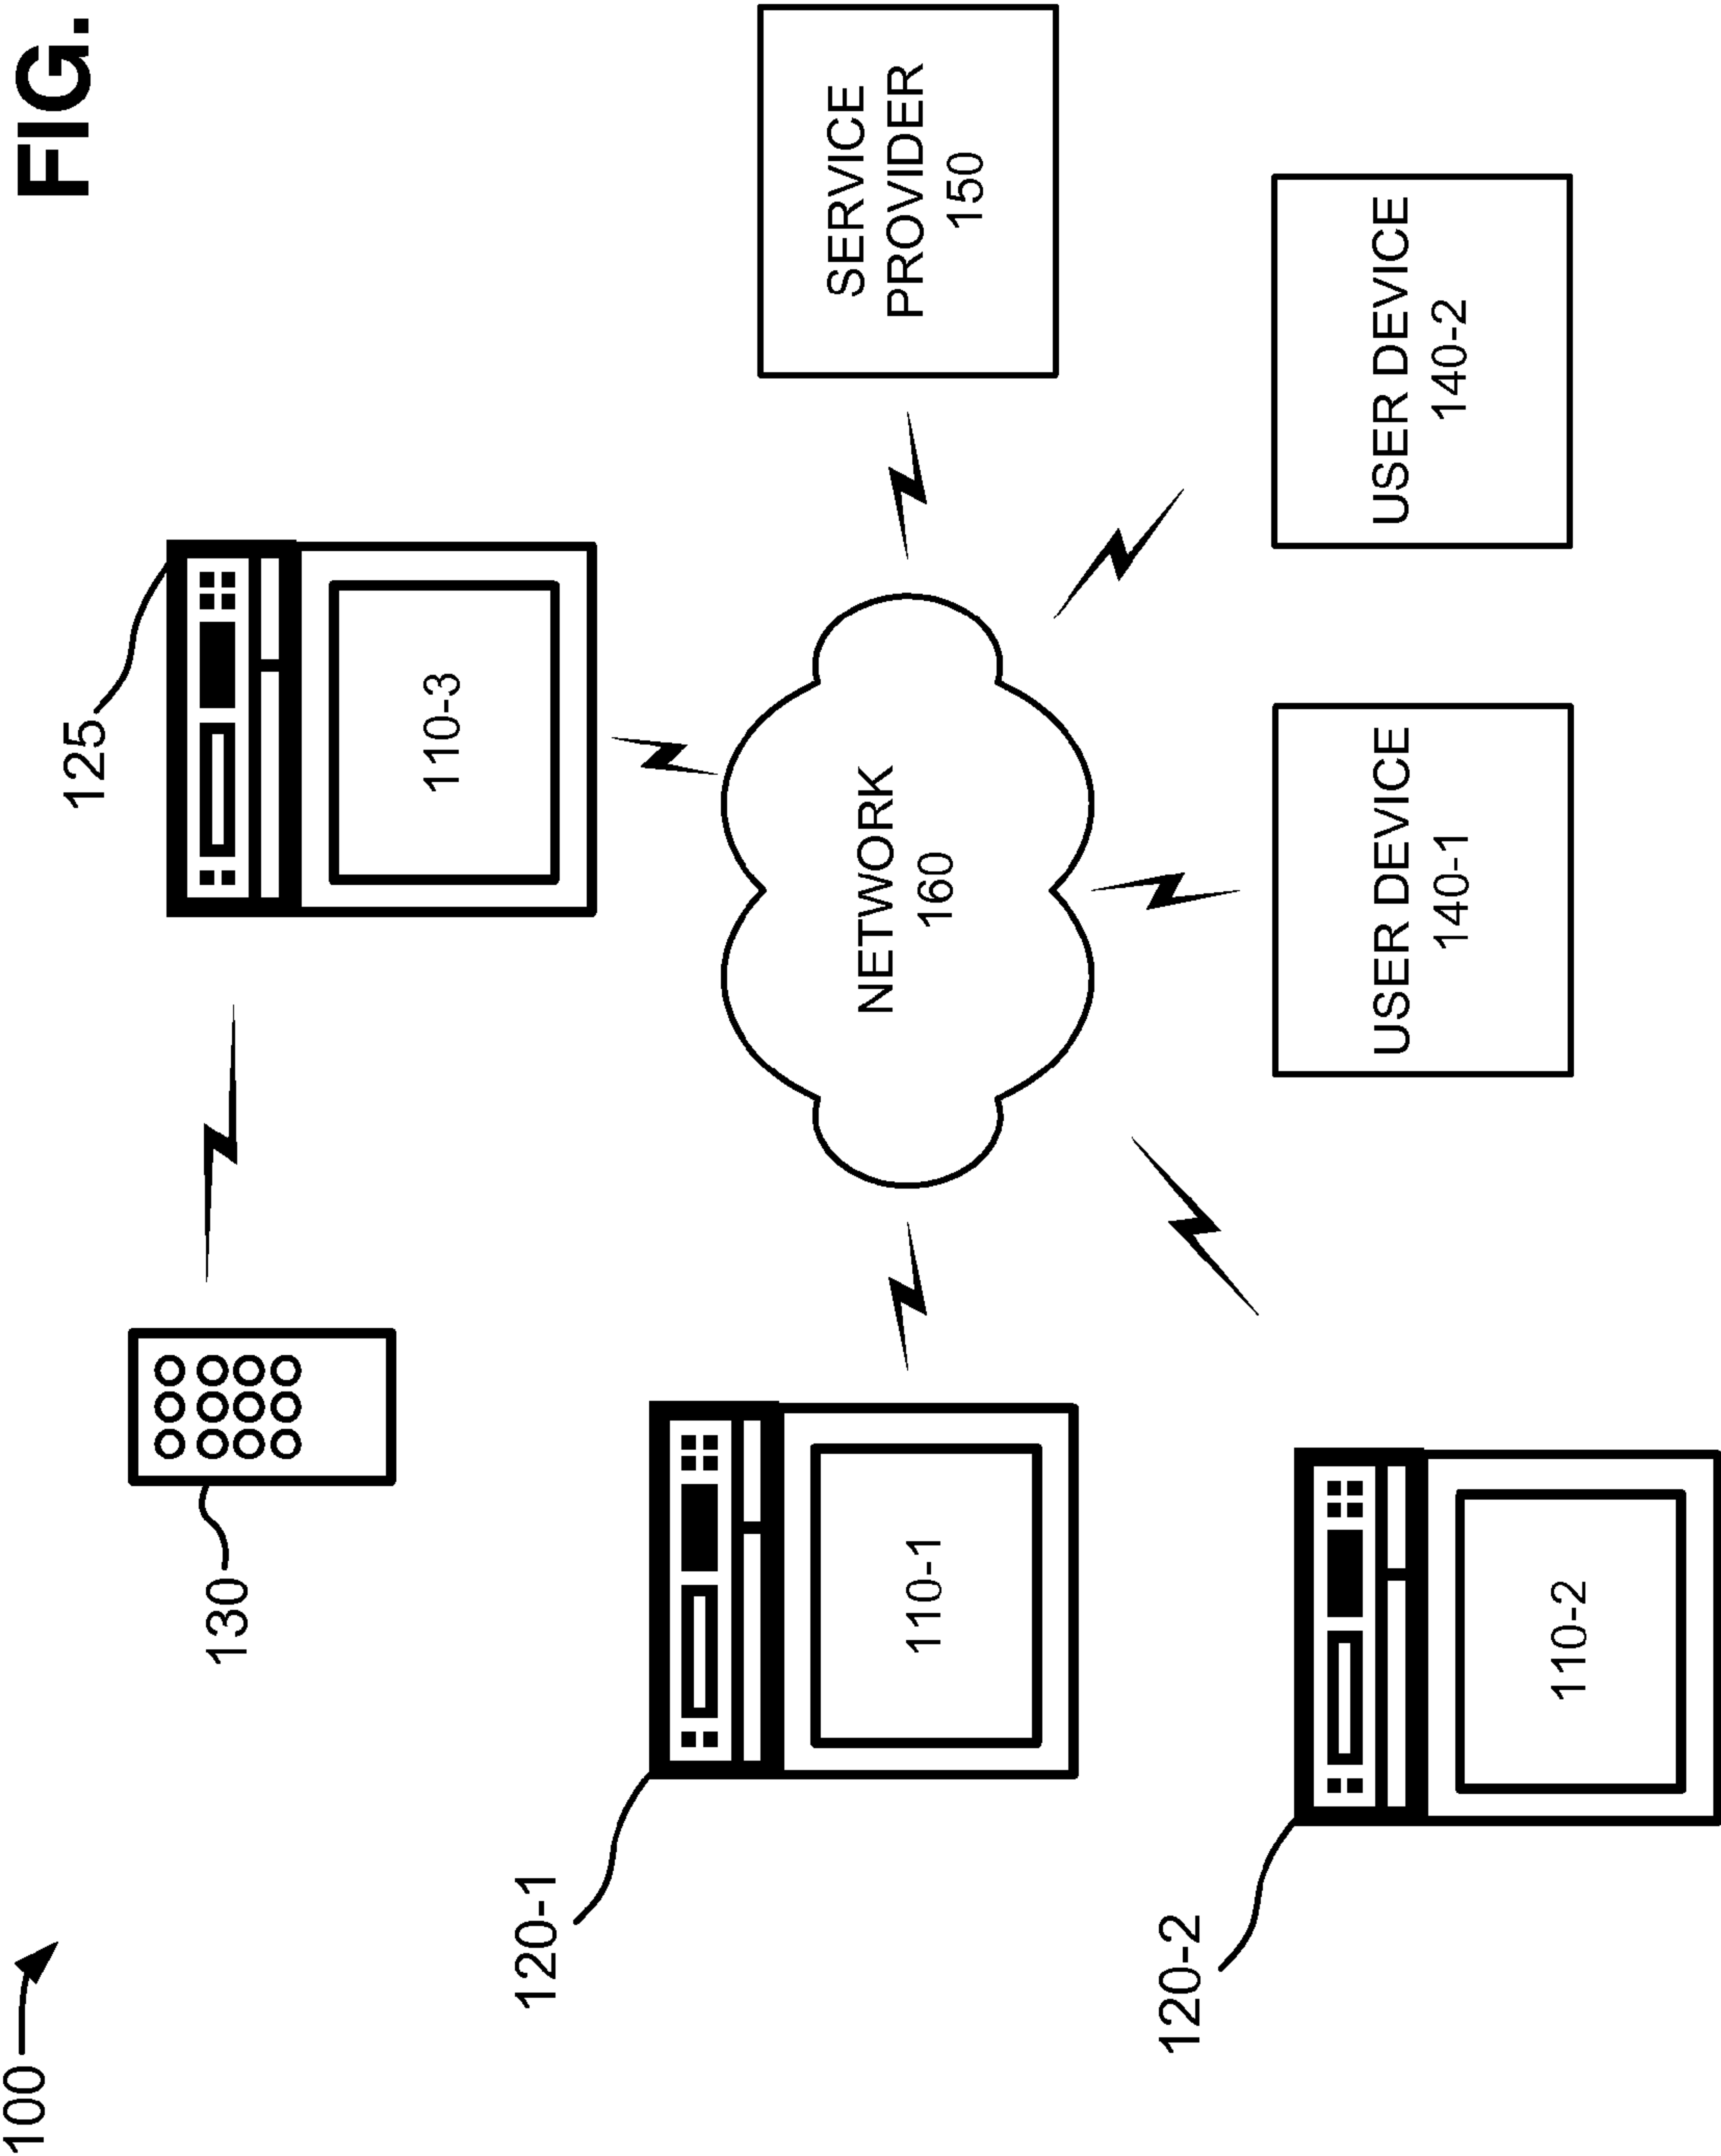 FIG.
100
130
125
120-1
110-1
110-3
NETWORK
160
SERVICE
PROVIDER
150
120-2
110-2
USER DEVICE
140-1
USER DEVICE
140-2